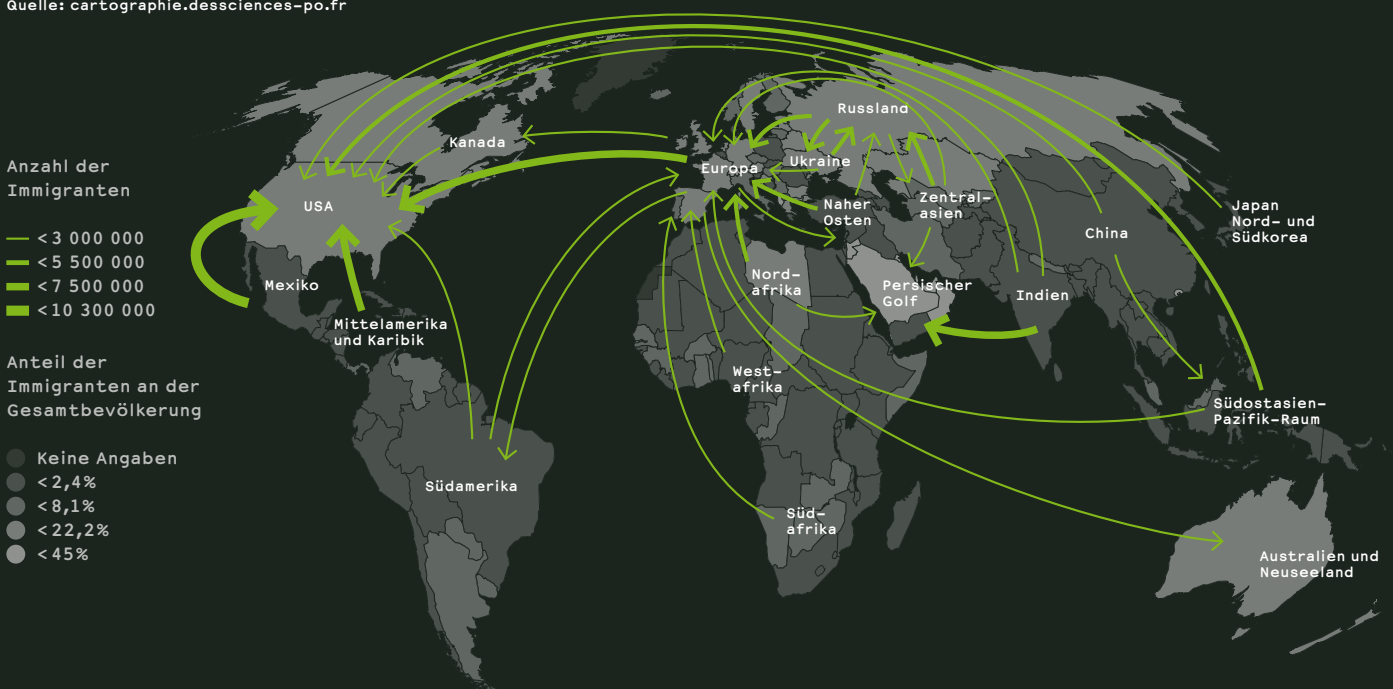 Quelle: cartographie.dessciences-po.fr
Anzahl der
Immigranten
<3 000 000
<5 500 000
<7 500 000
<10 300 000
Anteil der
Immigranten an der
Gesamtbevölkerung
Keine Angaben
<2,4%
<8,1%
<22,2%
<45%
Kanada
USA
Mexiko
Mittelamerika
und Karibik
Südamerika
Europa
Russland
Ukraine
Naher
Osten
Zentral-
asien
Nord-
afrika
Persischer
Golf
West-
afrika
Süd-
afrika
Indien
China
Japan
Nord- und
Südkorea
Südostasien-
Pazifik-Raum
Australien und
Neuseeland